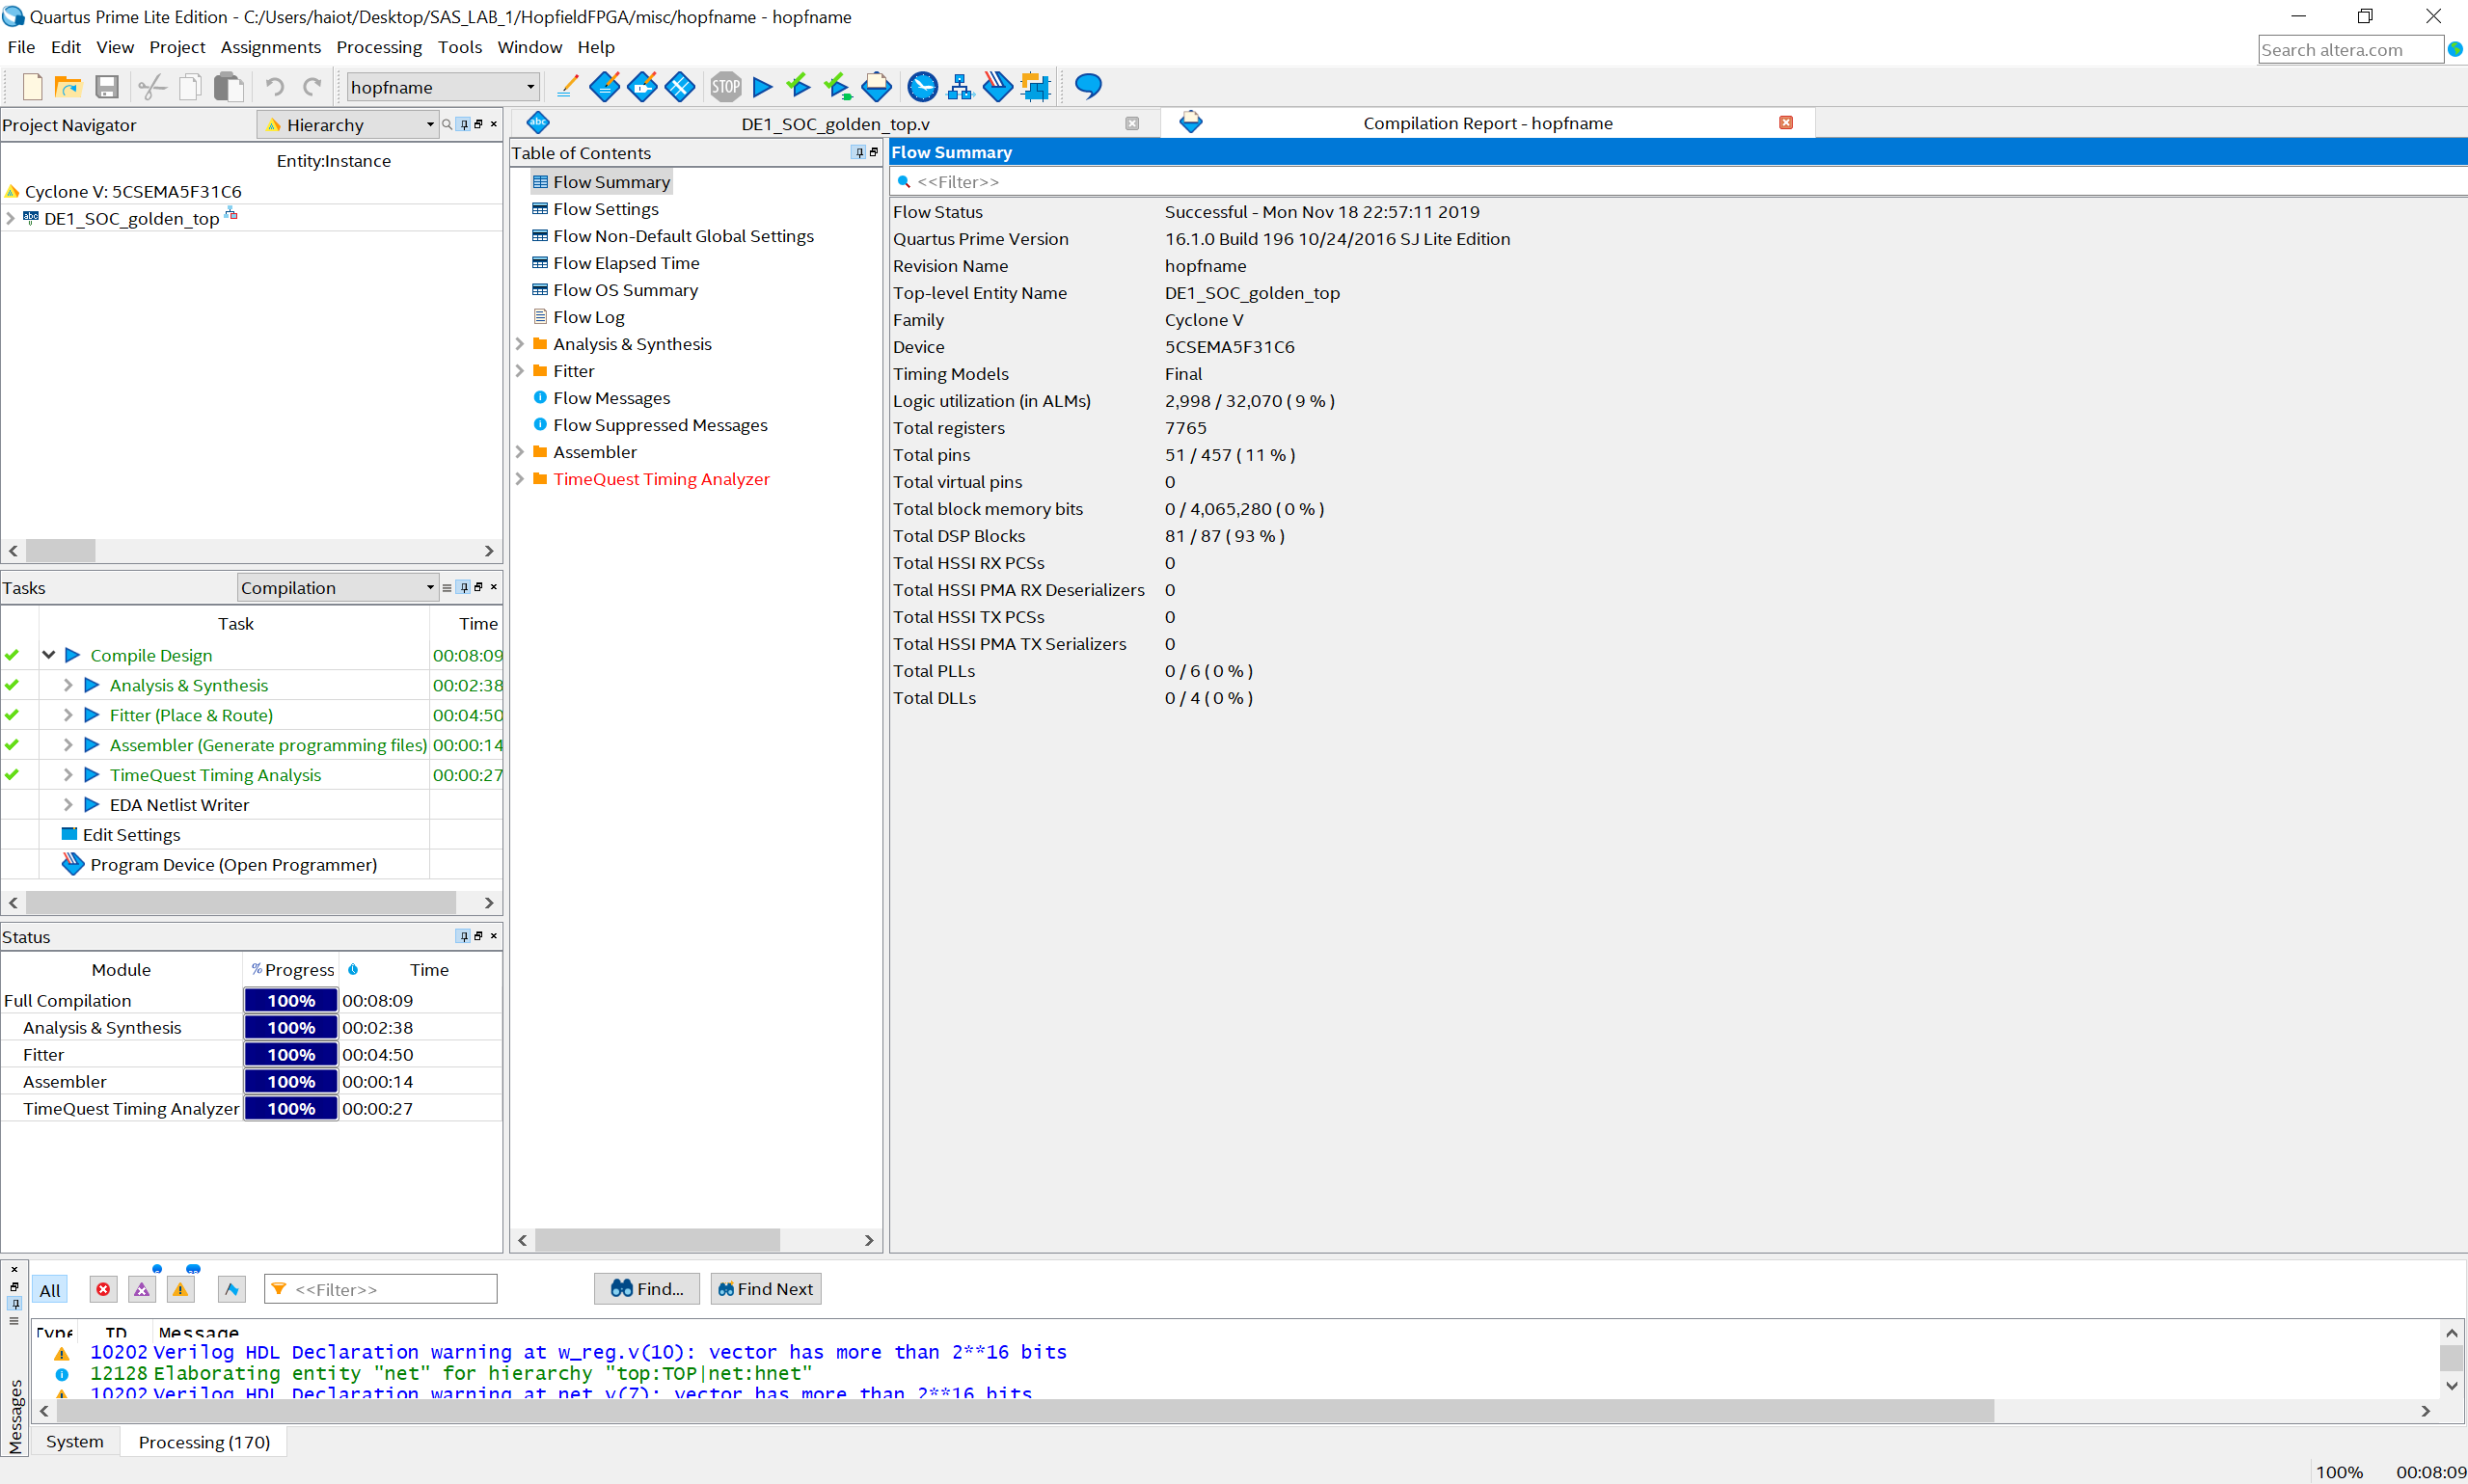 Quartus Prime Lite Edition - C:/Users/haiot/Desktop/SAS_LAB_1/HopfieldFPGA/misc/hopfname - hopfname
File Edit View Project Assignments Processing Tools Window Help
Search altera.com
hopfname
STOP
Project Navigator
Hierarchy
Entity:Instance
Cyclone V: 5CSEMA5F31C6
abc DE1_SOC_golden_top
Tasks
Compilation
Task Time
Compile Design 00:08:09
Analysis & Synthesis 00:02:38
Fitter (Place & Route) 00:04:50
Assembler (Generate programming files) 00:00:14
TimeQuest Timing Analysis 00:00:27
EDA Netlist Writer
Edit Settings
Program Device (Open Programmer)
Status
Module % Progress Time
Full Compilation 100% 00:08:09
Analysis & Synthesis 100% 00:02:38
Fitter 100% 00:04:50
Assembler 100% 00:00:14
TimeQuest Timing Analyzer 100% 00:00:27
abc DE1_SOC_golden_top.v
Compilation Report - hopfname
Table of Contents
Flow Summary
Flow Settings
Flow Non-Default Global Settings
Flow Elapsed Time
Flow OS Summary
Flow Log
Analysis & Synthesis
Fitter
Flow Messages
Flow Suppressed Messages
Assembler
TimeQuest Timing Analyzer
Flow Summary
<<Filter>>
Flow Status Successful - Mon Nov 18 22:57:11 2019
Quartus Prime Version 16.1.0 Build 196 10/24/2016 SJ Lite Edition
Revision Name hopfname
Top-level Entity Name DE1_SOC_golden_top
Family Cyclone V
Device 5CSEMA5F31C6
Timing Models Final
Logic utilization (in ALMs) 2,998 / 32,070 ( 9 % )
Total registers 7765
Total pins 51 / 457 ( 11 % )
Total virtual pins 0
Total block memory bits 0 / 4,065,280 ( 0 % )
Total DSP Blocks 81 / 87 ( 93 % )
Total HSSI RX PCSs 0
Total HSSI PMA RX Deserializers 0
Total HSSI TX PCSs 0
Total HSSI PMA TX Serializers 0
Total PLLs 0 / 6 ( 0 % )
Total DLLs 0 / 4 ( 0 % )
Messages
All
<<Filter>>
Find... Find Next
Type ID Message
10202 Verilog HDL Declaration warning at w_reg.v(10): vector has more than 2**16 bits
12128 Elaborating entity "net" for hierarchy "top:TOP|net:hnet"
10202 Verilog HDL Declaration warning at net.v(7): vector has more than 2**16 bits
System Processing (170)
100% 00:08:09